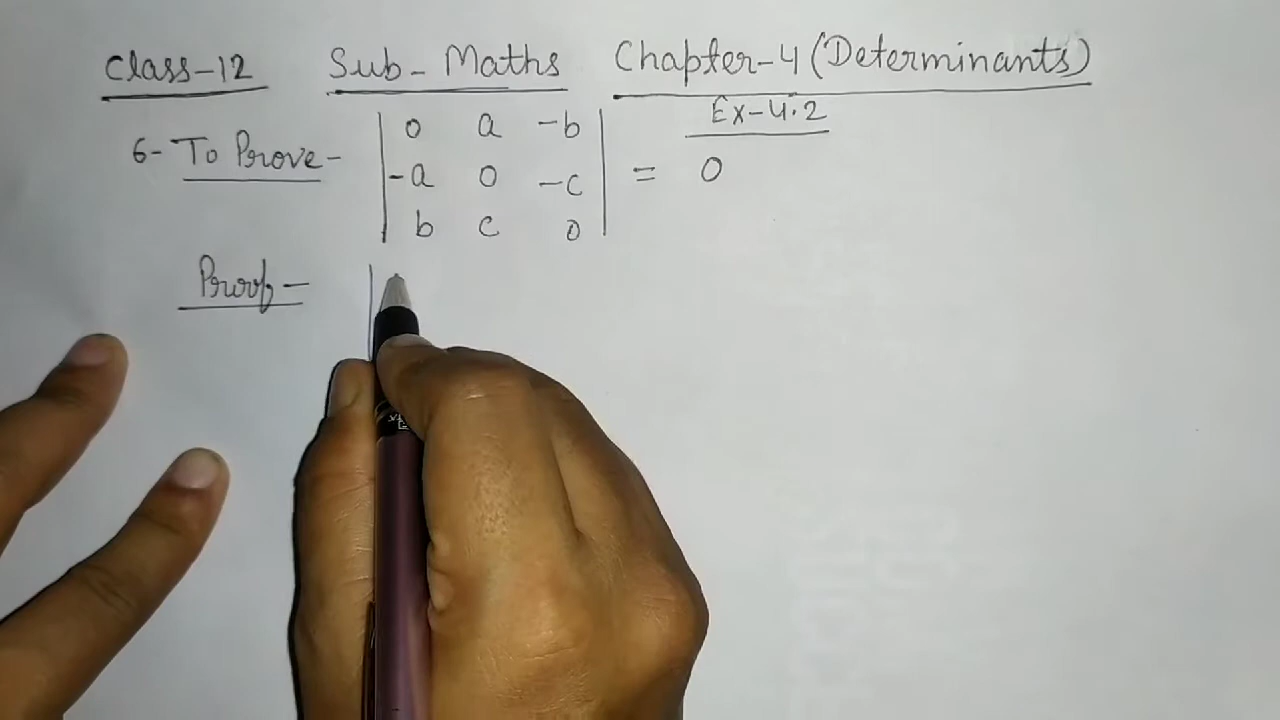 Class-12 Sub- Maths Chapter-4 (Determinants)
Ex-4.2
6- To Prove- | 0 a -b |
| -a 0 -c | = 0
| b c 0 |
Proof- |